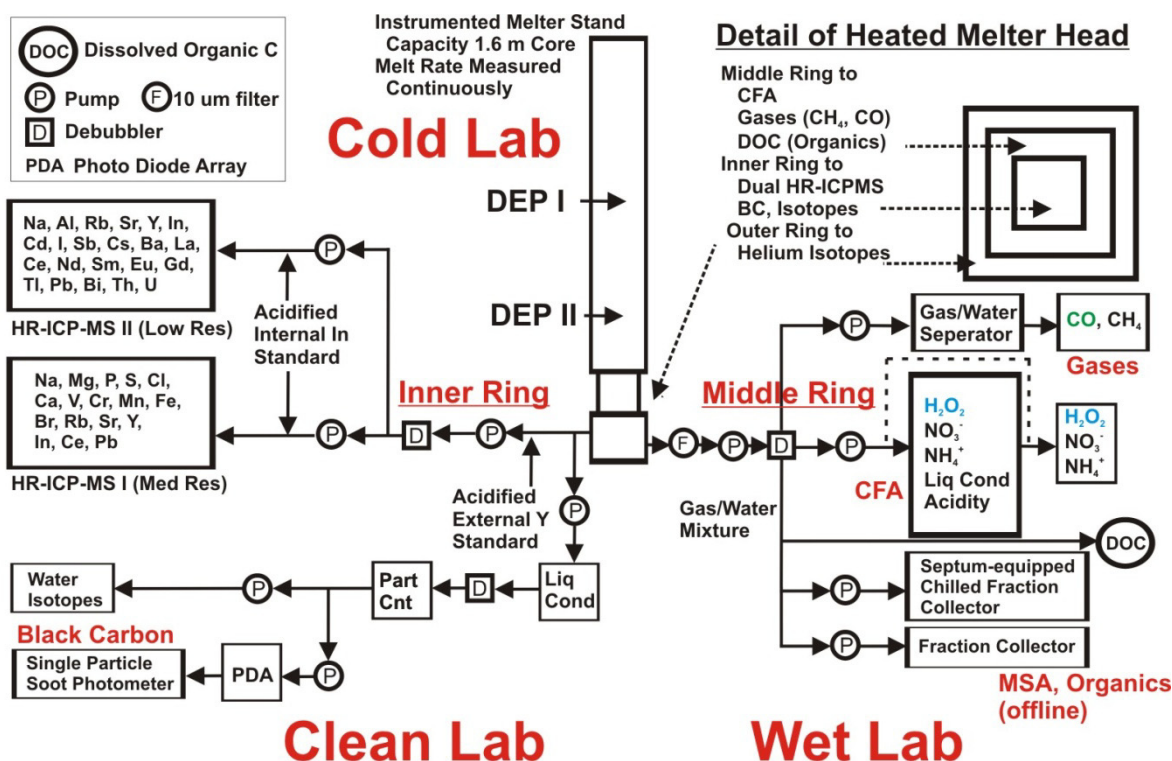 DOC Dissolved Organic C
P Pump F 10 um filter
D Debubbler
PDA Photo Diode Array
Instrumented Melter Stand
Capacity 1.6 m Core
Melt Rate Measured
Continuously
Cold Lab
DEP I
DEP II
Detail of Heated Melter Head
Middle Ring to
CFA
Gases (CH₄, CO)
DOC (Organics)
Inner Ring to
Dual HR-ICPMS
BC, Isotopes
Outer Ring to
Helium Isotopes
Na, Al, Rb, Sr, Y, In,
Cd, I, Sb, Cs, Ba, La,
Ce, Nd, Sm, Eu, Gd,
Tl, Pb, Bi, Th, U
HR-ICP-MS II (Low Res)
P
Acidified
Internal In
Standard
Na, Mg, P, S, Cl,
Ca, V, Cr, Mn, Fe,
Br, Rb, Sr, Y,
In, Ce, Pb
HR-ICP-MS I (Med Res)
P
D
P
Inner Ring
Acidified
External Y
Standard
P
Liq
Cond
D
Part
Cnt
P
Water
Isotopes
Black Carbon
Single Particle
Soot Photometer
PDA
P
Clean Lab
Middle Ring
F
P
D
Gas/Water
Mixture
P
Gas/Water
Seperator
CO, CH₄
Gases
P
CFA
H₂O₂
NO₃⁻
NH₄⁺
Liq Cond
Acidity
H₂O₂
NO₃⁻
NH₄⁺
DOC
P
Septum-equipped
Chilled Fraction
Collector
P
Fraction Collector
MSA, Organics
(offline)
Wet Lab